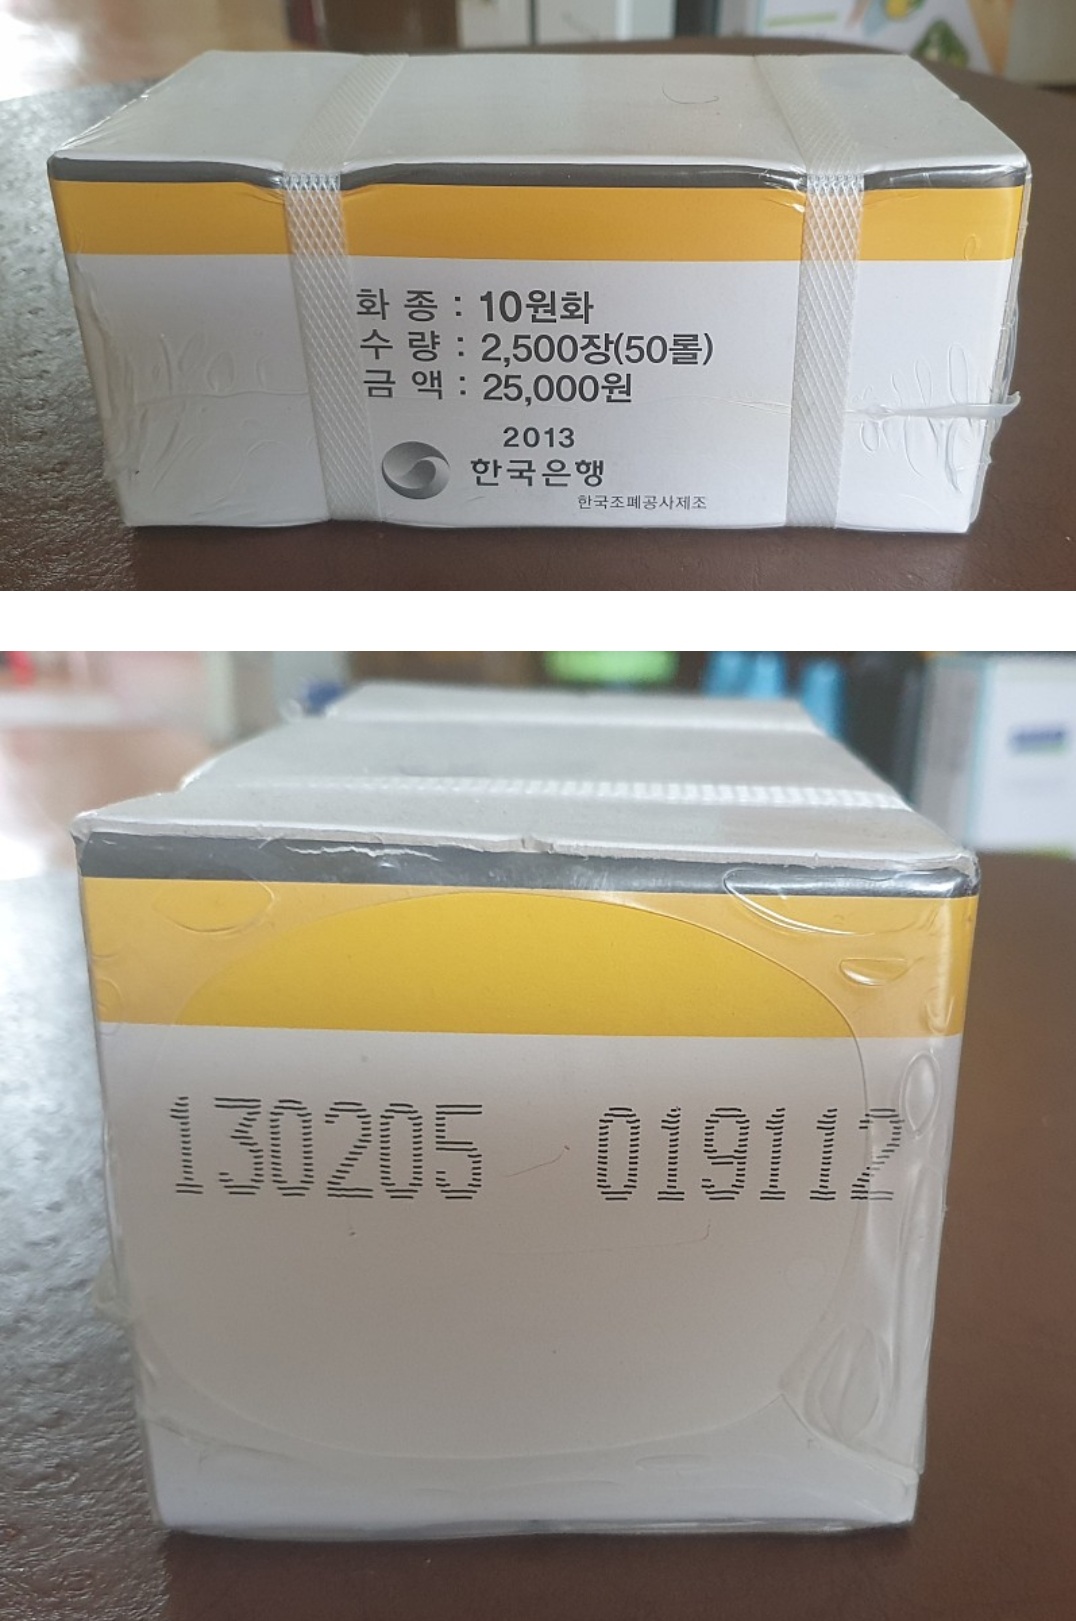 화 종 : 10원화
수 량 : 2,500장(50롤)
금 액 : 25,000원
2013
한국은행
한국조폐공사제조
130205 019112